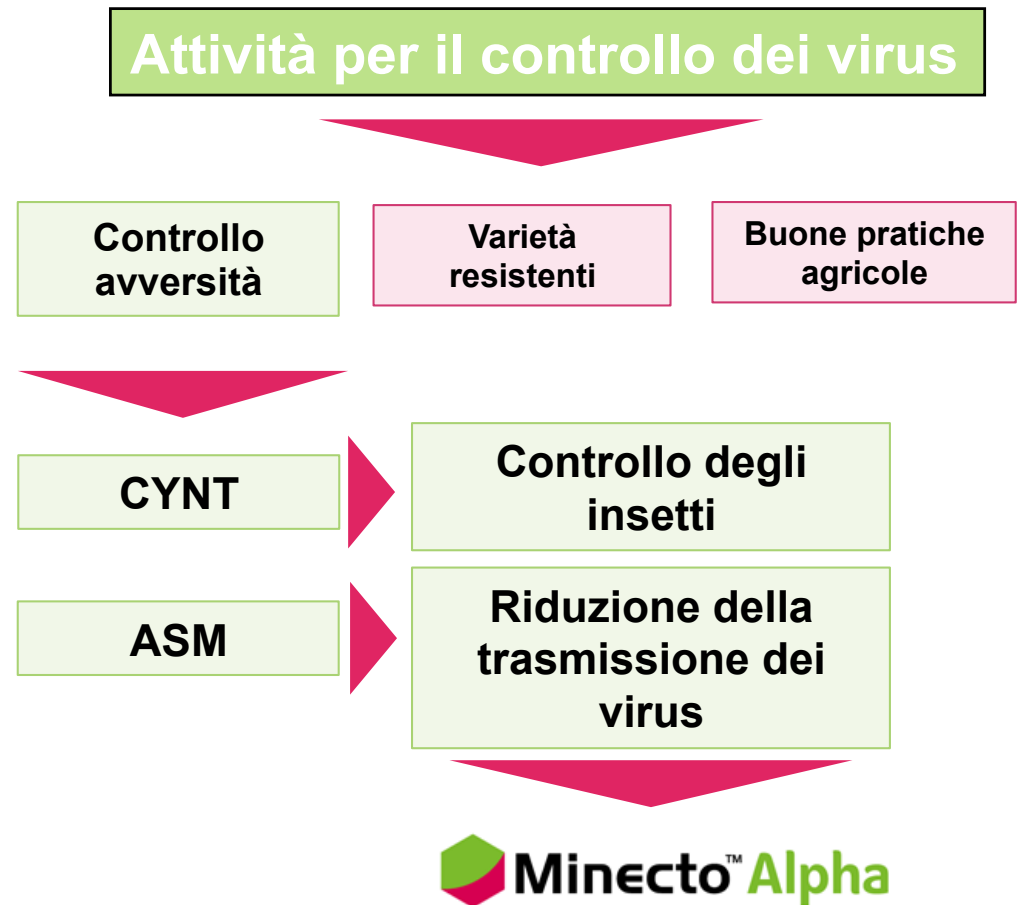 Attività per il controllo dei virus
Controllo
avversità
Varietà
resistenti
Buone pratiche
agricole
CYNT
Controllo degli
insetti
ASM
Riduzione della
trasmissione dei
virus
Minecto™ Alpha